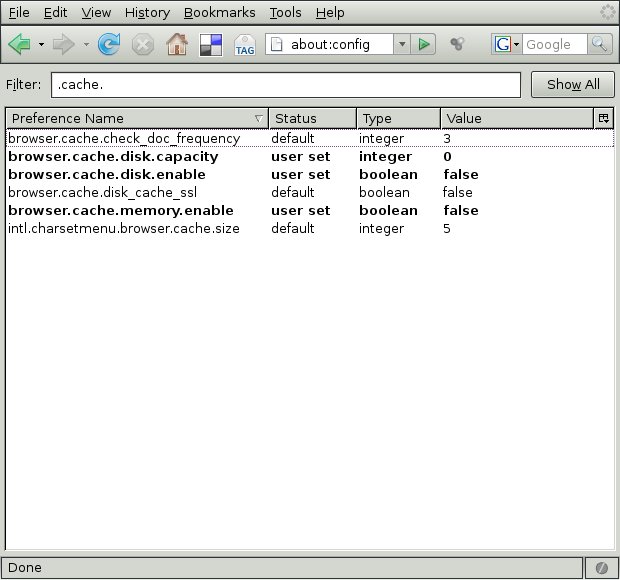 File Edit View History Bookmarks Tools Help
TAG about:config G Google
Filter: .cache. Show All
Preference Name Status Type Value
browser.cache.check_doc_frequency default integer 3
browser.cache.disk.capacity user set integer 0
browser.cache.disk.enable user set boolean false
browser.cache.disk_cache_ssl default boolean false
browser.cache.memory.enable user set boolean false
intl.charsetmenu.browser.cache.size default integer 5
Done